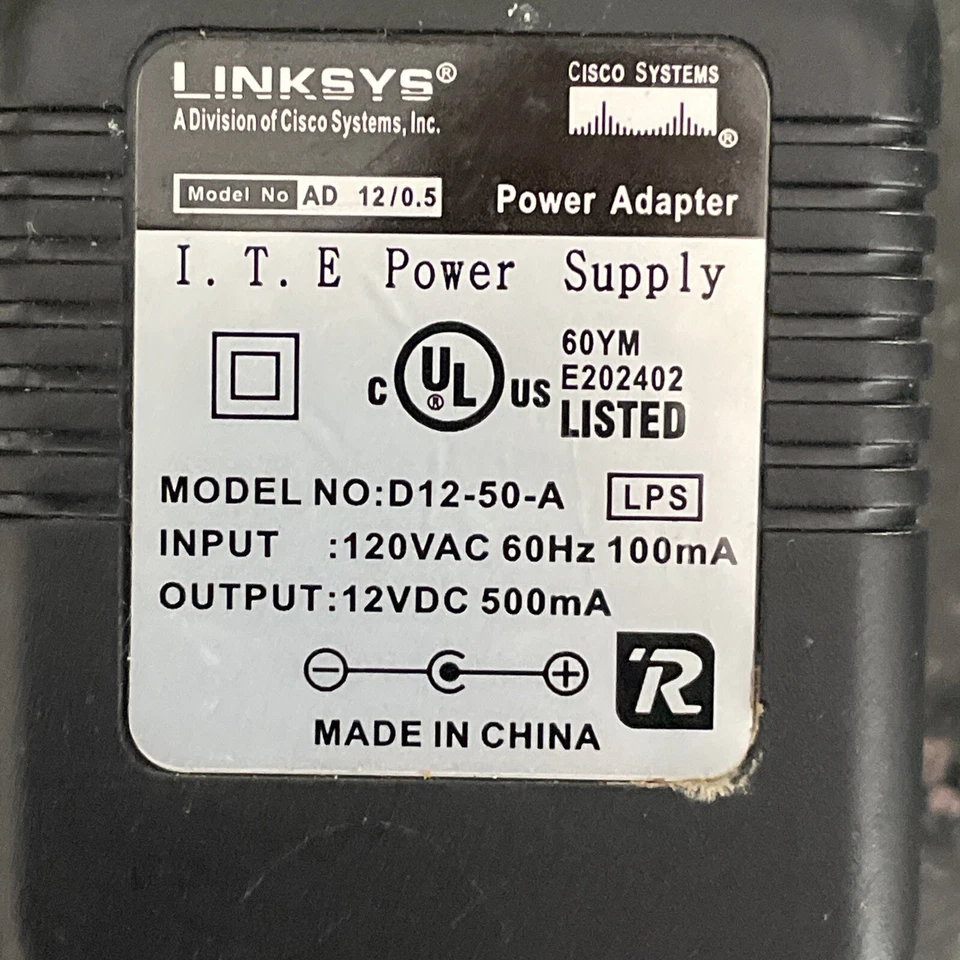 LINKSYS®
A Division of Cisco Systems, Inc.
CISCO SYSTEMS
®
Model No AD 12/0.5
Power Adapter
I. T. E Power Supply
C UL® US
60YM
E202402
LISTED
MODEL NO:D12-50-A LPS
INPUT :120VAC 60Hz 100mA
OUTPUT:12VDC 500mA
R
MADE IN CHINA